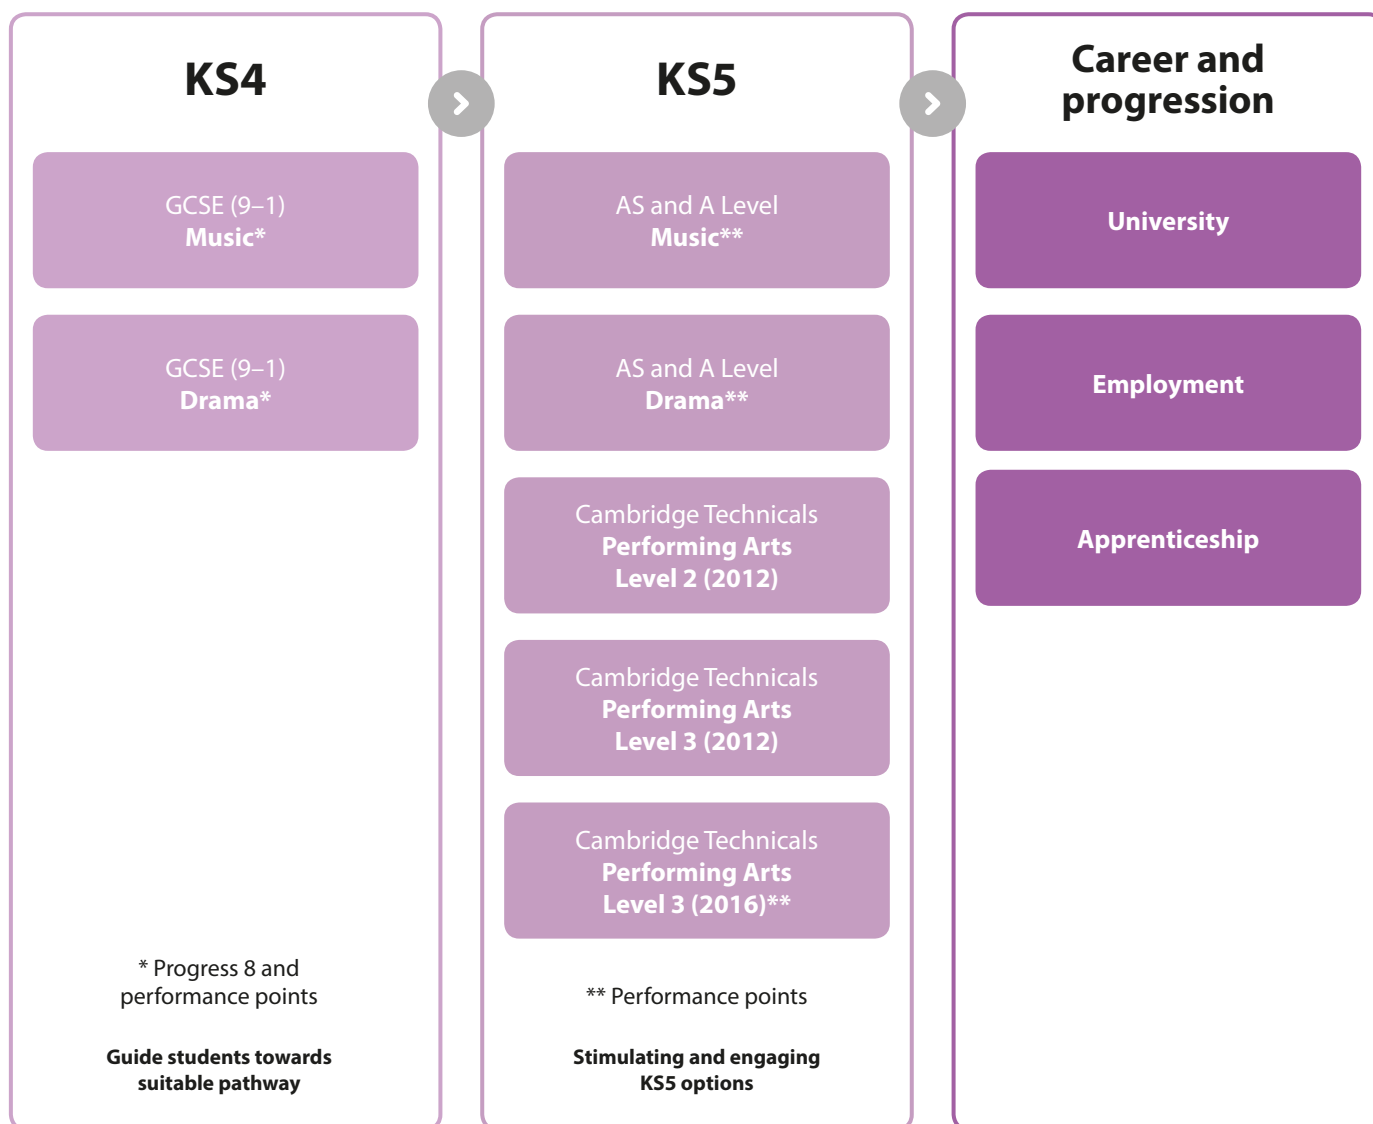 KS4
GCSE (9–1)
Music*
GCSE (9–1)
Drama*
* Progress 8 and
performance points
Guide students towards
suitable pathway
KS5
AS and A Level
Music**
AS and A Level
Drama**
Cambridge Technicals
Performing Arts
Level 2 (2012)
Cambridge Technicals
Performing Arts
Level 3 (2012)
Cambridge Technicals
Performing Arts
Level 3 (2016)**
** Performance points
Stimulating and engaging
KS5 options
Career and
progression
University
Employment
Apprenticeship